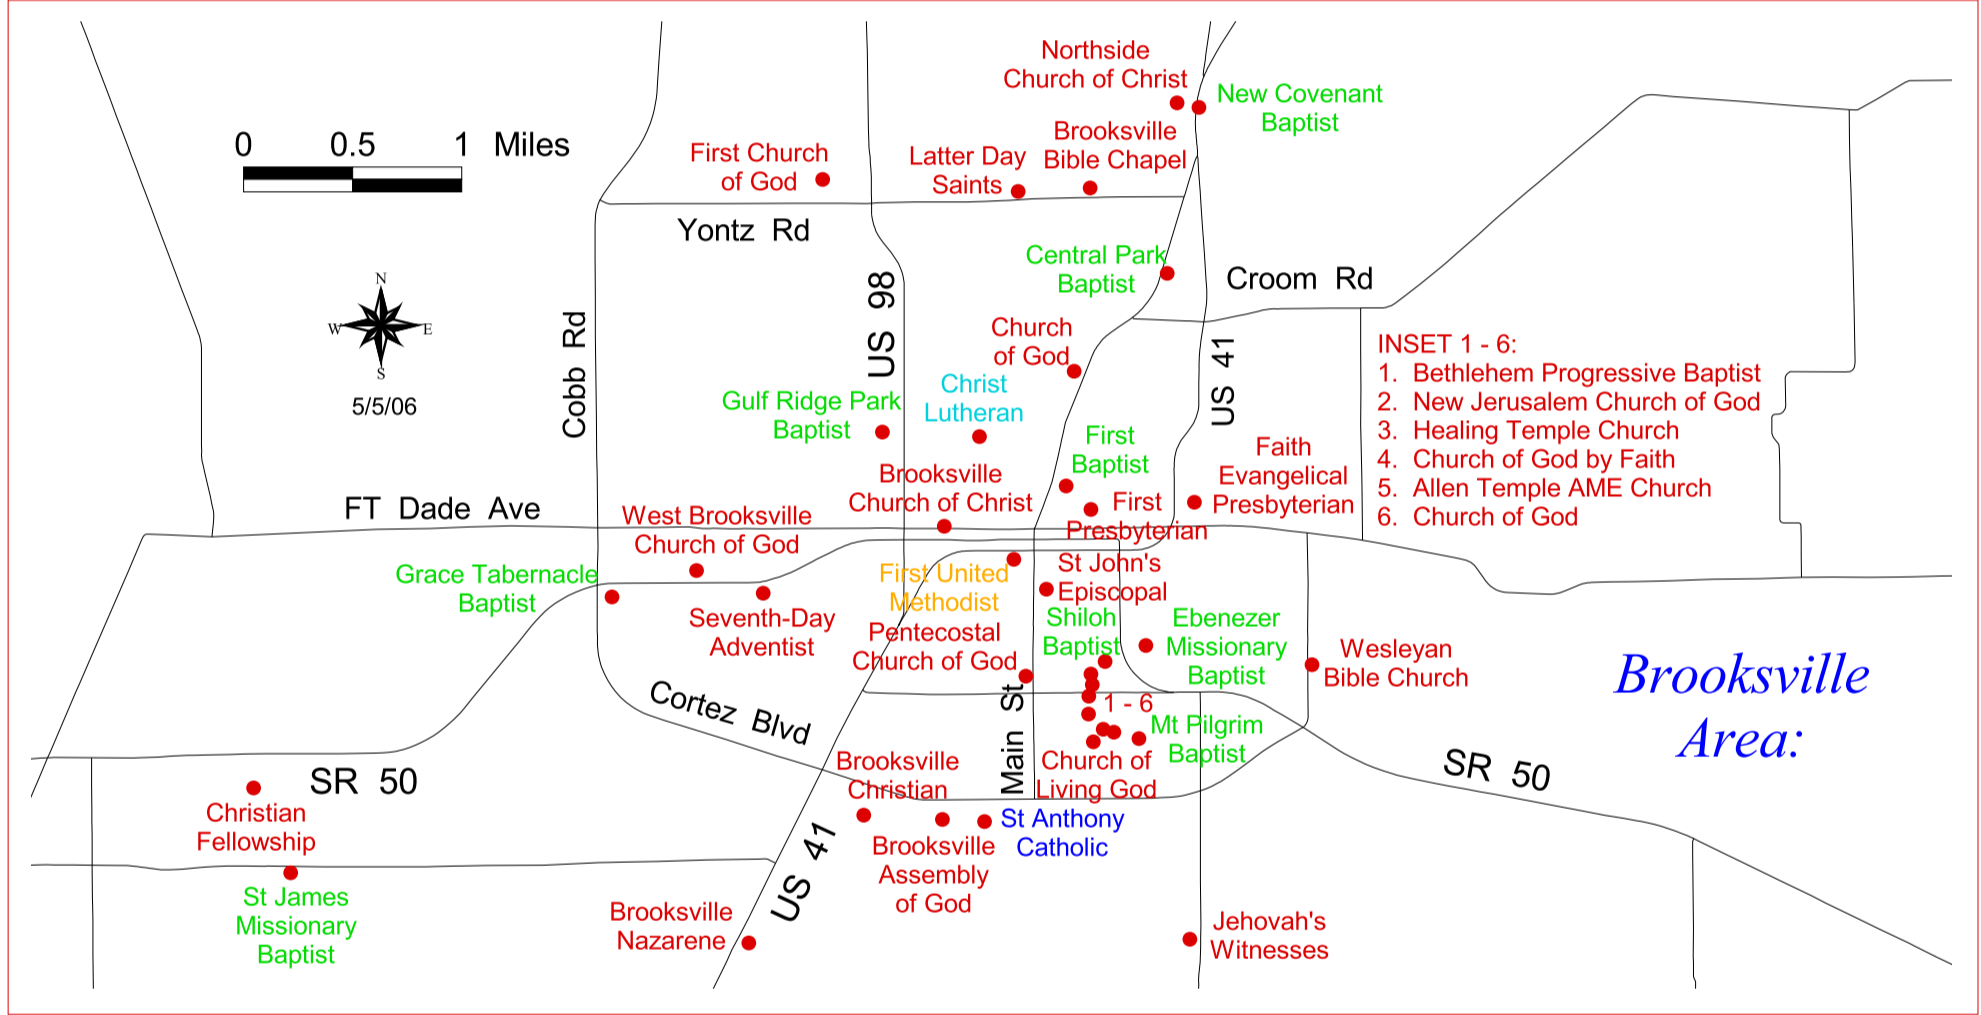 Northside
Church of Christ
New Covenant
Baptist
0 0.5 1 Miles
First Church
of God
Latter Day
Saints
Brooksville
Bible Chapel
Yontz Rd
Central Park
Baptist
Croom Rd
N
W E
S
5/5/06
Cobb Rd
US 98
Church
of God
US 41
INSET 1 - 6:
1. Bethlehem Progressive Baptist
2. New Jerusalem Church of God
3. Healing Temple Church
4. Church of God by Faith
5. Allen Temple AME Church
6. Church of God
Gulf Ridge Park
Baptist
Christ
Lutheran
First
Baptist
Faith
Evangelical
Presbyterian
Brooksville
Church of Christ
First
Presbyterian
FT Dade Ave
West Brooksville
Church of God
Grace Tabernacle
Baptist
Seventh-Day
Adventist
First United
Methodist
St John's
Episcopal
Shiloh
Baptist
Ebenezer
Missionary
Baptist
Pentecostal
Church of God
Wesleyan
Bible Church
Brooksville
Area:
Cortez Blvd
Main St
1 - 6
Mt Pilgrim
Baptist
Church of
Living God
Brooksville
Christian
SR 50
SR 50
Christian
Fellowship
St Anthony
Catholic
Brooksville
Assembly
of God
US 41
St James
Missionary
Baptist
Brooksville
Nazarene
Jehovah's
Witnesses